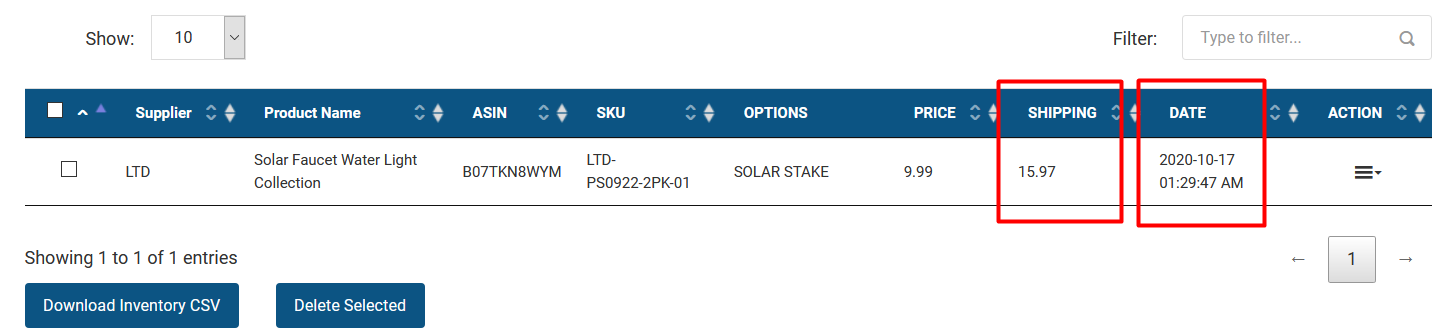 Show: 10 Filter: Type to filter...
Supplier Product Name ASIN SKU OPTIONS PRICE SHIPPING DATE ACTION
LTD
Solar Faucet Water Light
Collection
B07TKN8WYM
LTD-
PS0922-2PK-01
SOLAR STAKE
9.99
15.97
2020-10-17
01:29:47 AM
Showing 1 to 1 of 1 entries
← 1 →
Download Inventory CSV Delete Selected